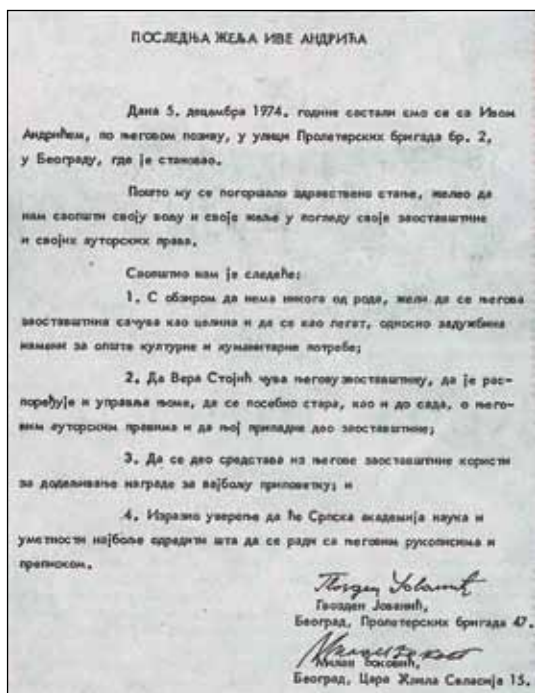 ПОСЛЕДЊА ЖЕЉА ИВЕ АНДРИЋА
Дана 5. децембра 1974. године састали смо се са Ивом
Андрићем, по његовом позиву, у улици Пролетерских бригада бр. 2,
у Београду, где је становао.
Пошто му се погоршало здравствено стање, желео да
нам саопшти своју вољу и своје жеље у погледу своје заоставштине
и својих ауторских права.
Саопштио нам је следеће:
1. С обзиром да нема никога од рода, жели да се његова
заоставштина сачува као целина и да се као легат, односно задужбина
намени за опште културне и хуманитарне потребе;
2. Да Вера Стојић чува његову заоставштину, да је рас-
поређује и управља њоме, да се посебно стара, као и до сада, о њего-
вим ауторским правима и да њој припадне део заоставштине;
3. Да се део средстава из његове заоставштине користи
за додељивање награде за најбољу приповетку; и
4. Изразио уверење да ће Српска академија наука и
уметности најбоље одредити шта да се ради са његовим рукописима и
преписком.
Гвозден Јованић,
Београд, Пролетерских бригада 47.
Милан Ђоковић,
Београд, Цара Хаила Селасија 15.